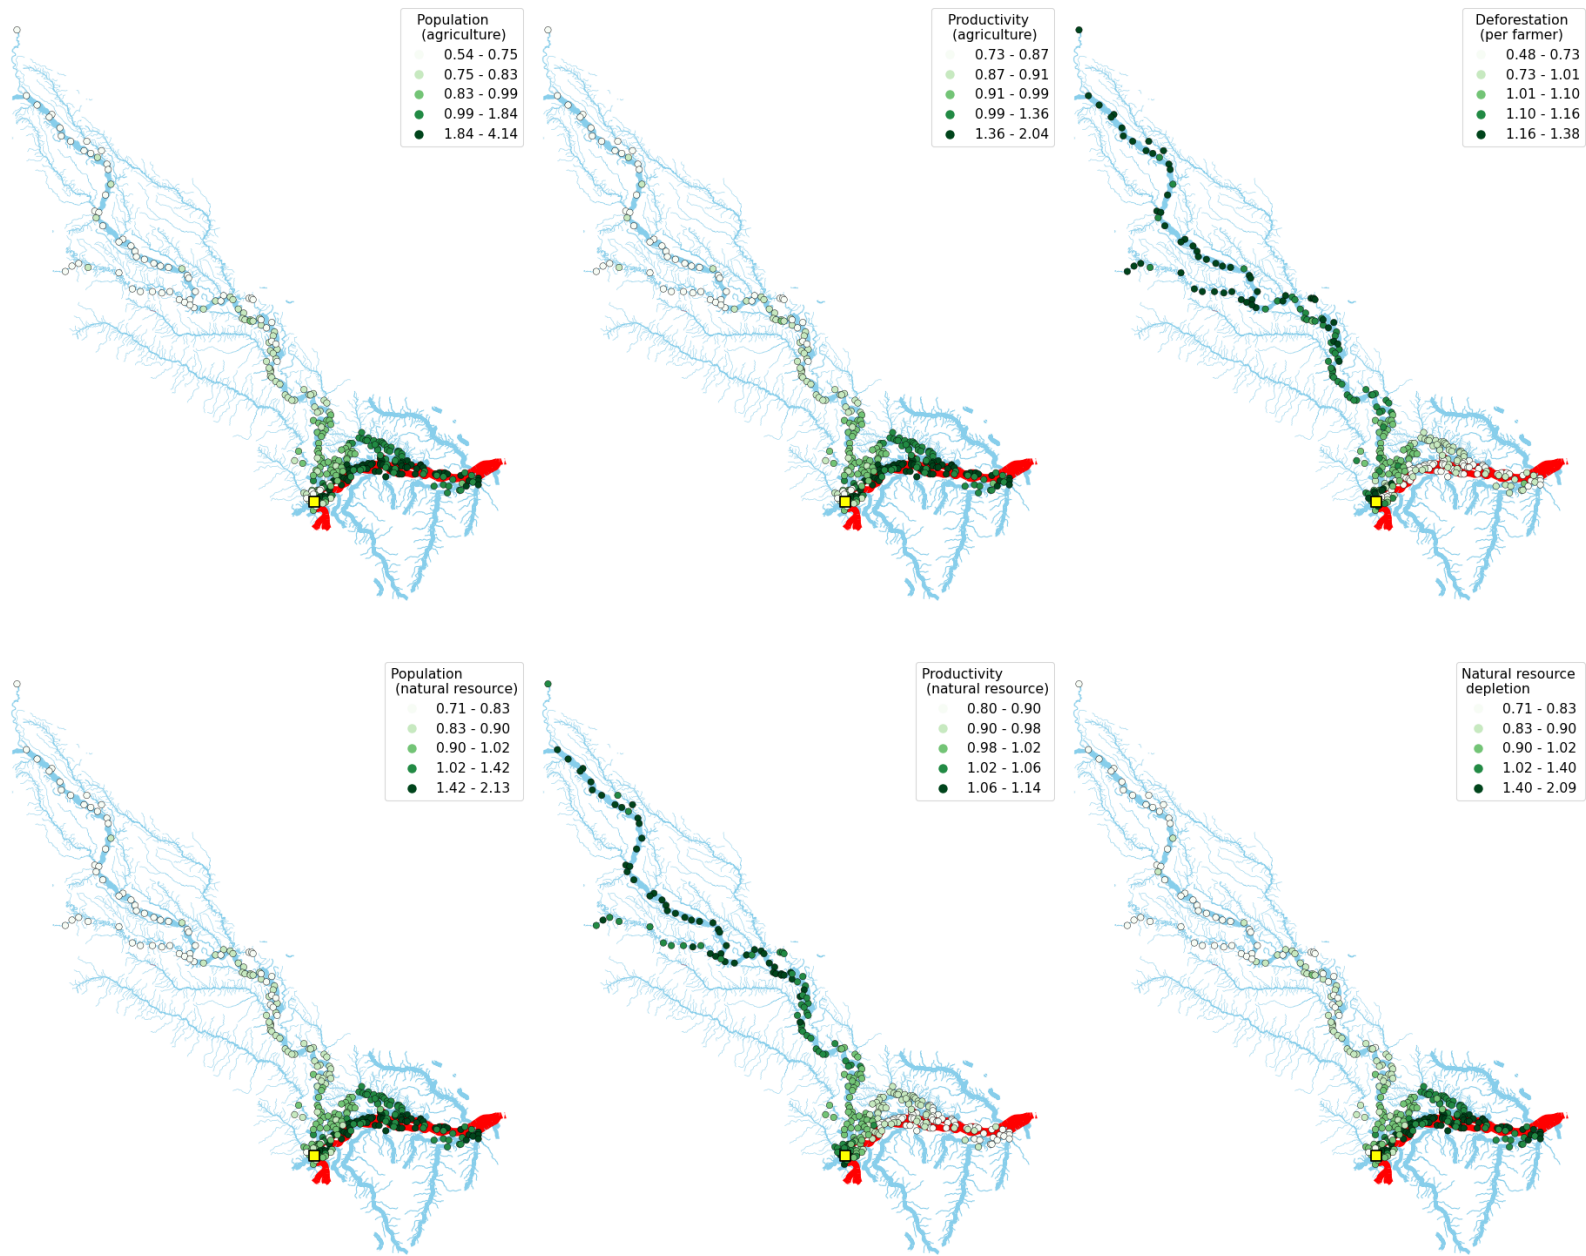 Population
(agriculture)
0.54 - 0.75
0.75 - 0.83
0.83 - 0.99
0.99 - 1.84
1.84 - 4.14
Productivity
(agriculture)
0.73 - 0.87
0.87 - 0.91
0.91 - 0.99
0.99 - 1.36
1.36 - 2.04
Deforestation
(per farmer)
0.48 - 0.73
0.73 - 1.01
1.01 - 1.10
1.10 - 1.16
1.16 - 1.38
Population
(natural resource)
0.71 - 0.83
0.83 - 0.90
0.90 - 1.02
1.02 - 1.42
1.42 - 2.13
Productivity
(natural resource)
0.80 - 0.90
0.90 - 0.98
0.98 - 1.02
1.02 - 1.06
1.06 - 1.14
Natural resource
depletion
0.71 - 0.83
0.83 - 0.90
0.90 - 1.02
1.02 - 1.40
1.40 - 2.09